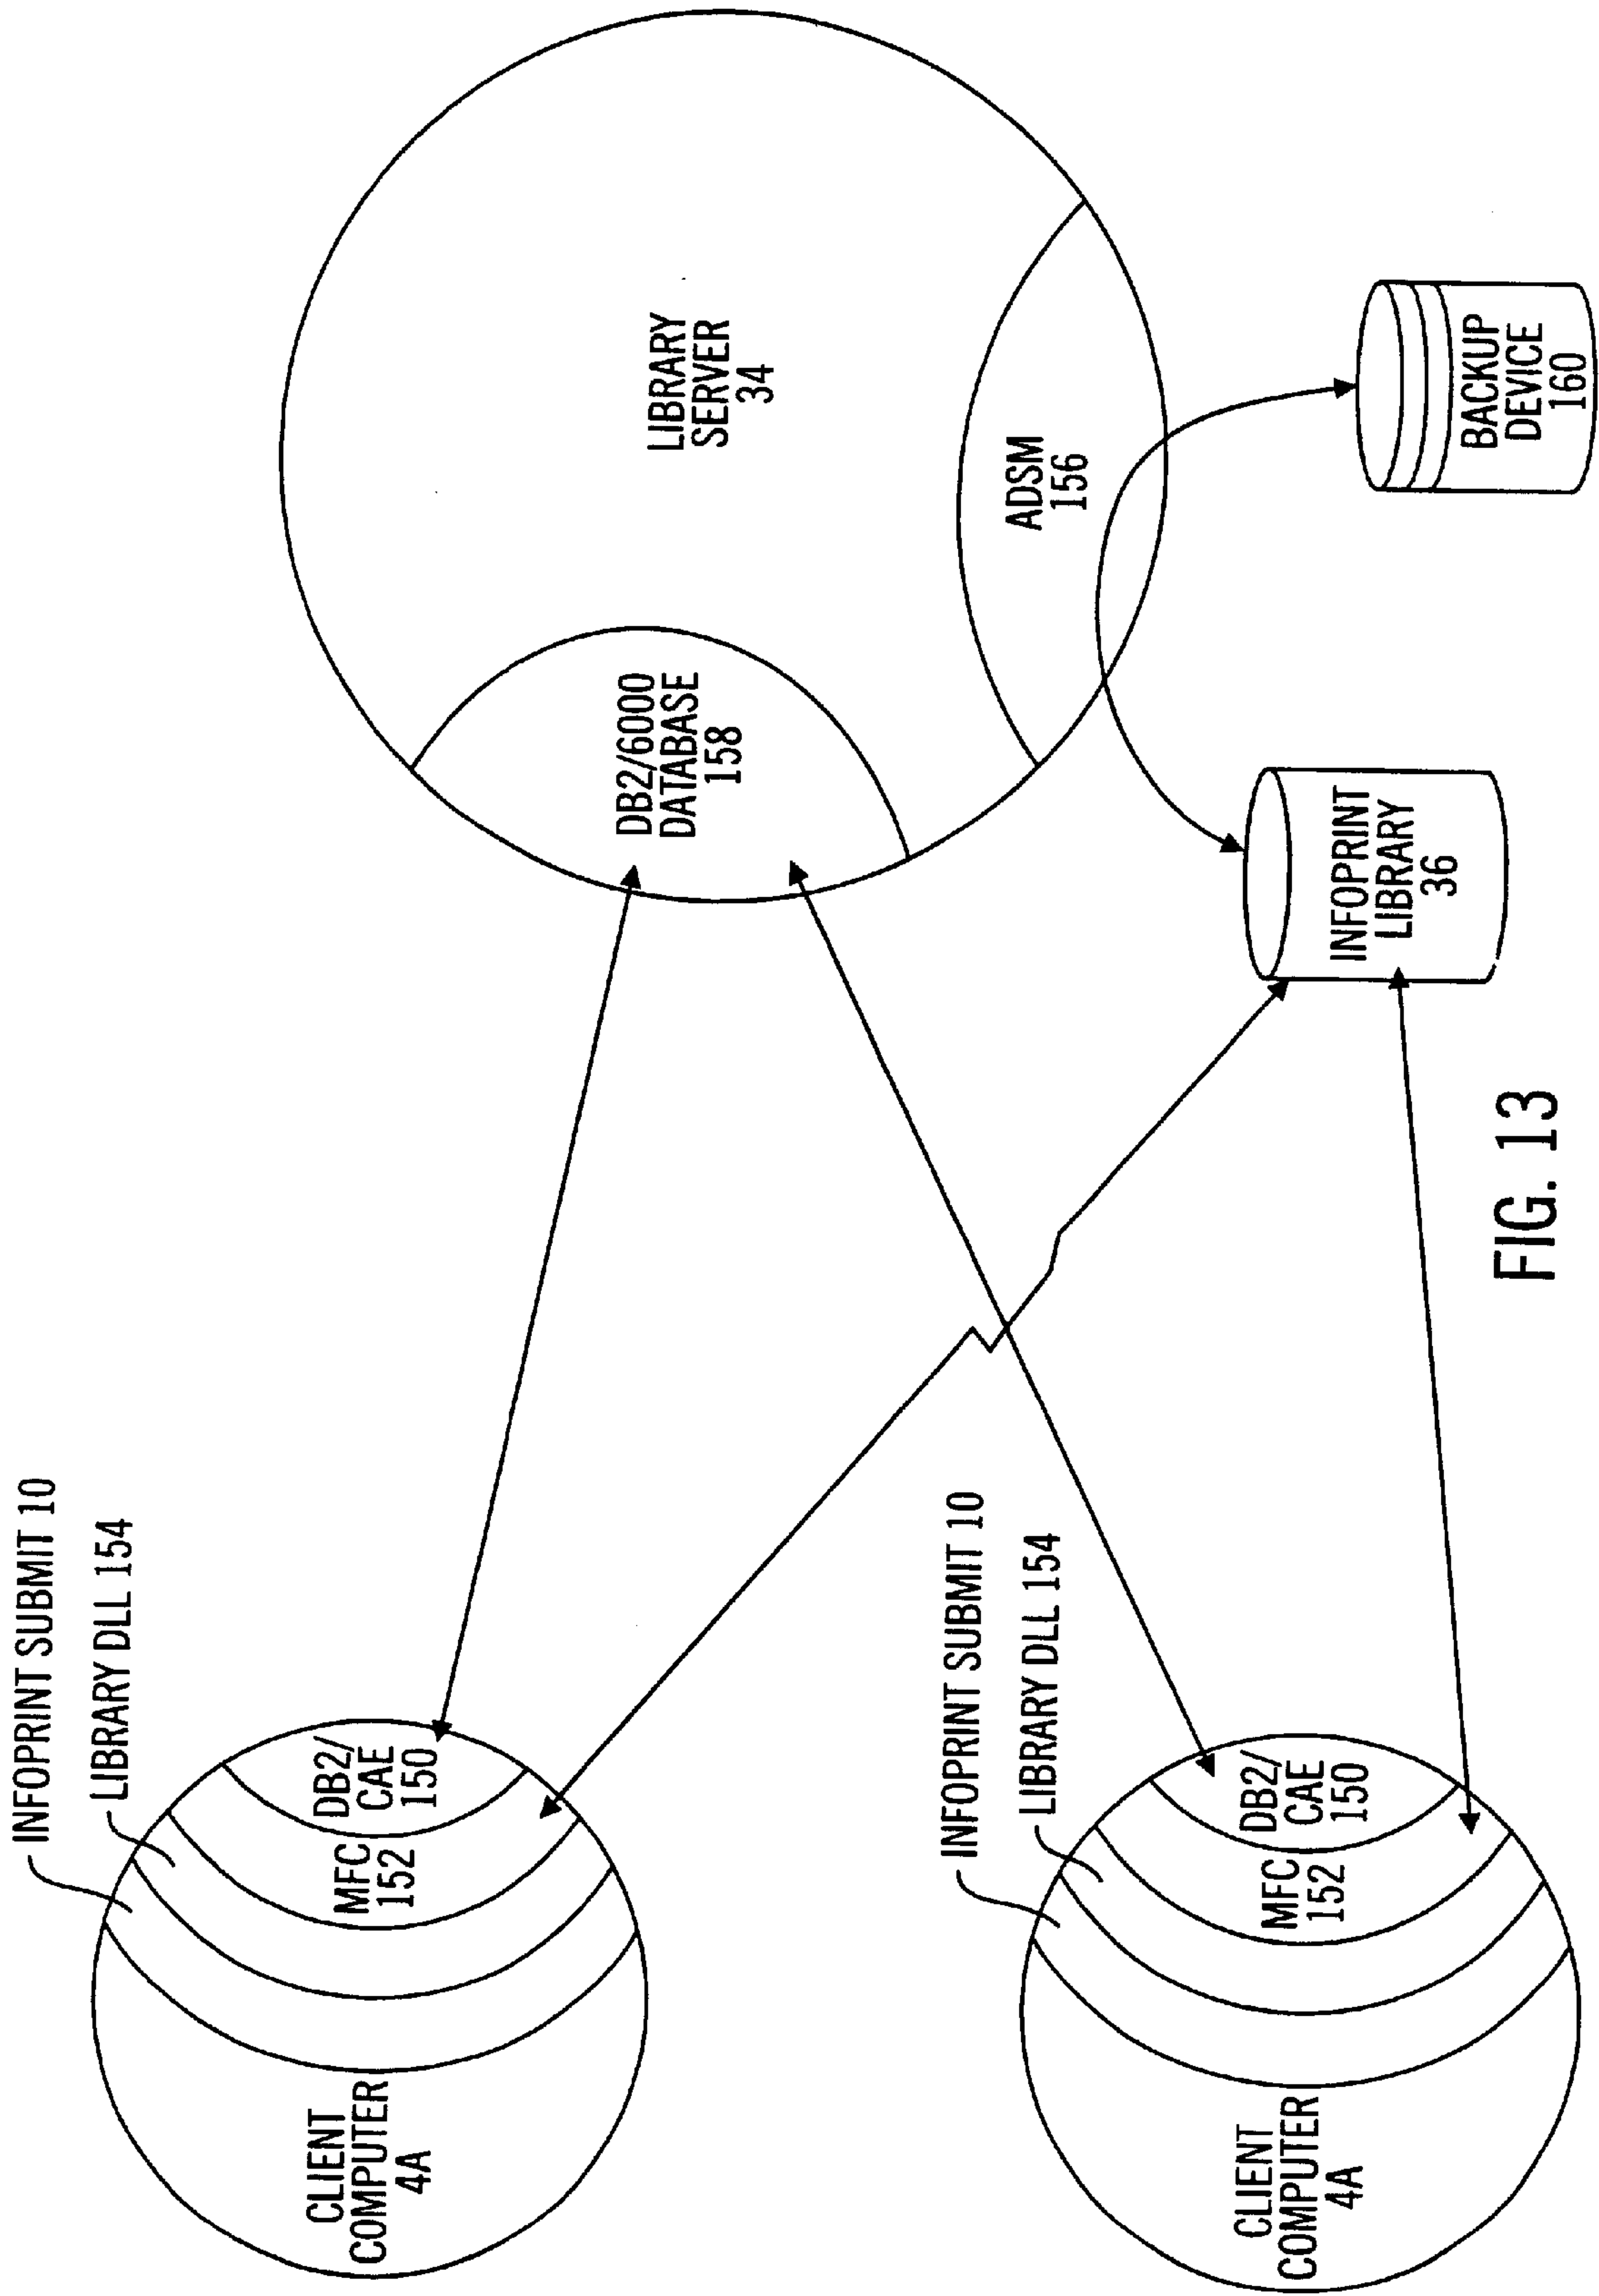 INFOPRINT SUBMIT 10
LIBRARY DLL 154
CLIENT
COMPUTER
4A
MFC
152
DB2/
CAE
150
DB2/6000
DATABASE
158
LIBRARY
SERVER
34
ADSM
156
INFOPRINT SUBMIT 10
LIBRARY DLL 154
CLIENT
COMPUTER
4A
MFC
152
DB2/
CAE
150
INFOPRINT
LIBRARY
36
BACKUP
DEVICE
160
FIG. 13